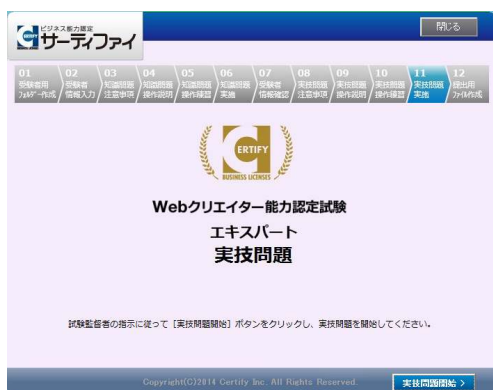 ビジネス能力認定
サーティファイ
閉じる
01 受験者用 フォルダー作成
02 受験者 情報入力
03 知識問題 注意事項
04 知識問題 操作説明
05 知識問題 操作練習
06 知識問題 実施
07 受験者 情報確認
08 実技問題 注意事項
09 実技問題 操作説明
10 実技問題 操作練習
11 実技問題 実施
12 提出用 ファイル作成
CERTIFY
BUSINESS LICENSES
Webクリエイター能力認定試験
エキスパート
実技問題
試験監督者の指示に従って［実技問題開始］ボタンをクリックし、実技問題を開始してください。
Copyright(C)2014 Certify Inc. All Rights Reserved.
実技問題開始 >